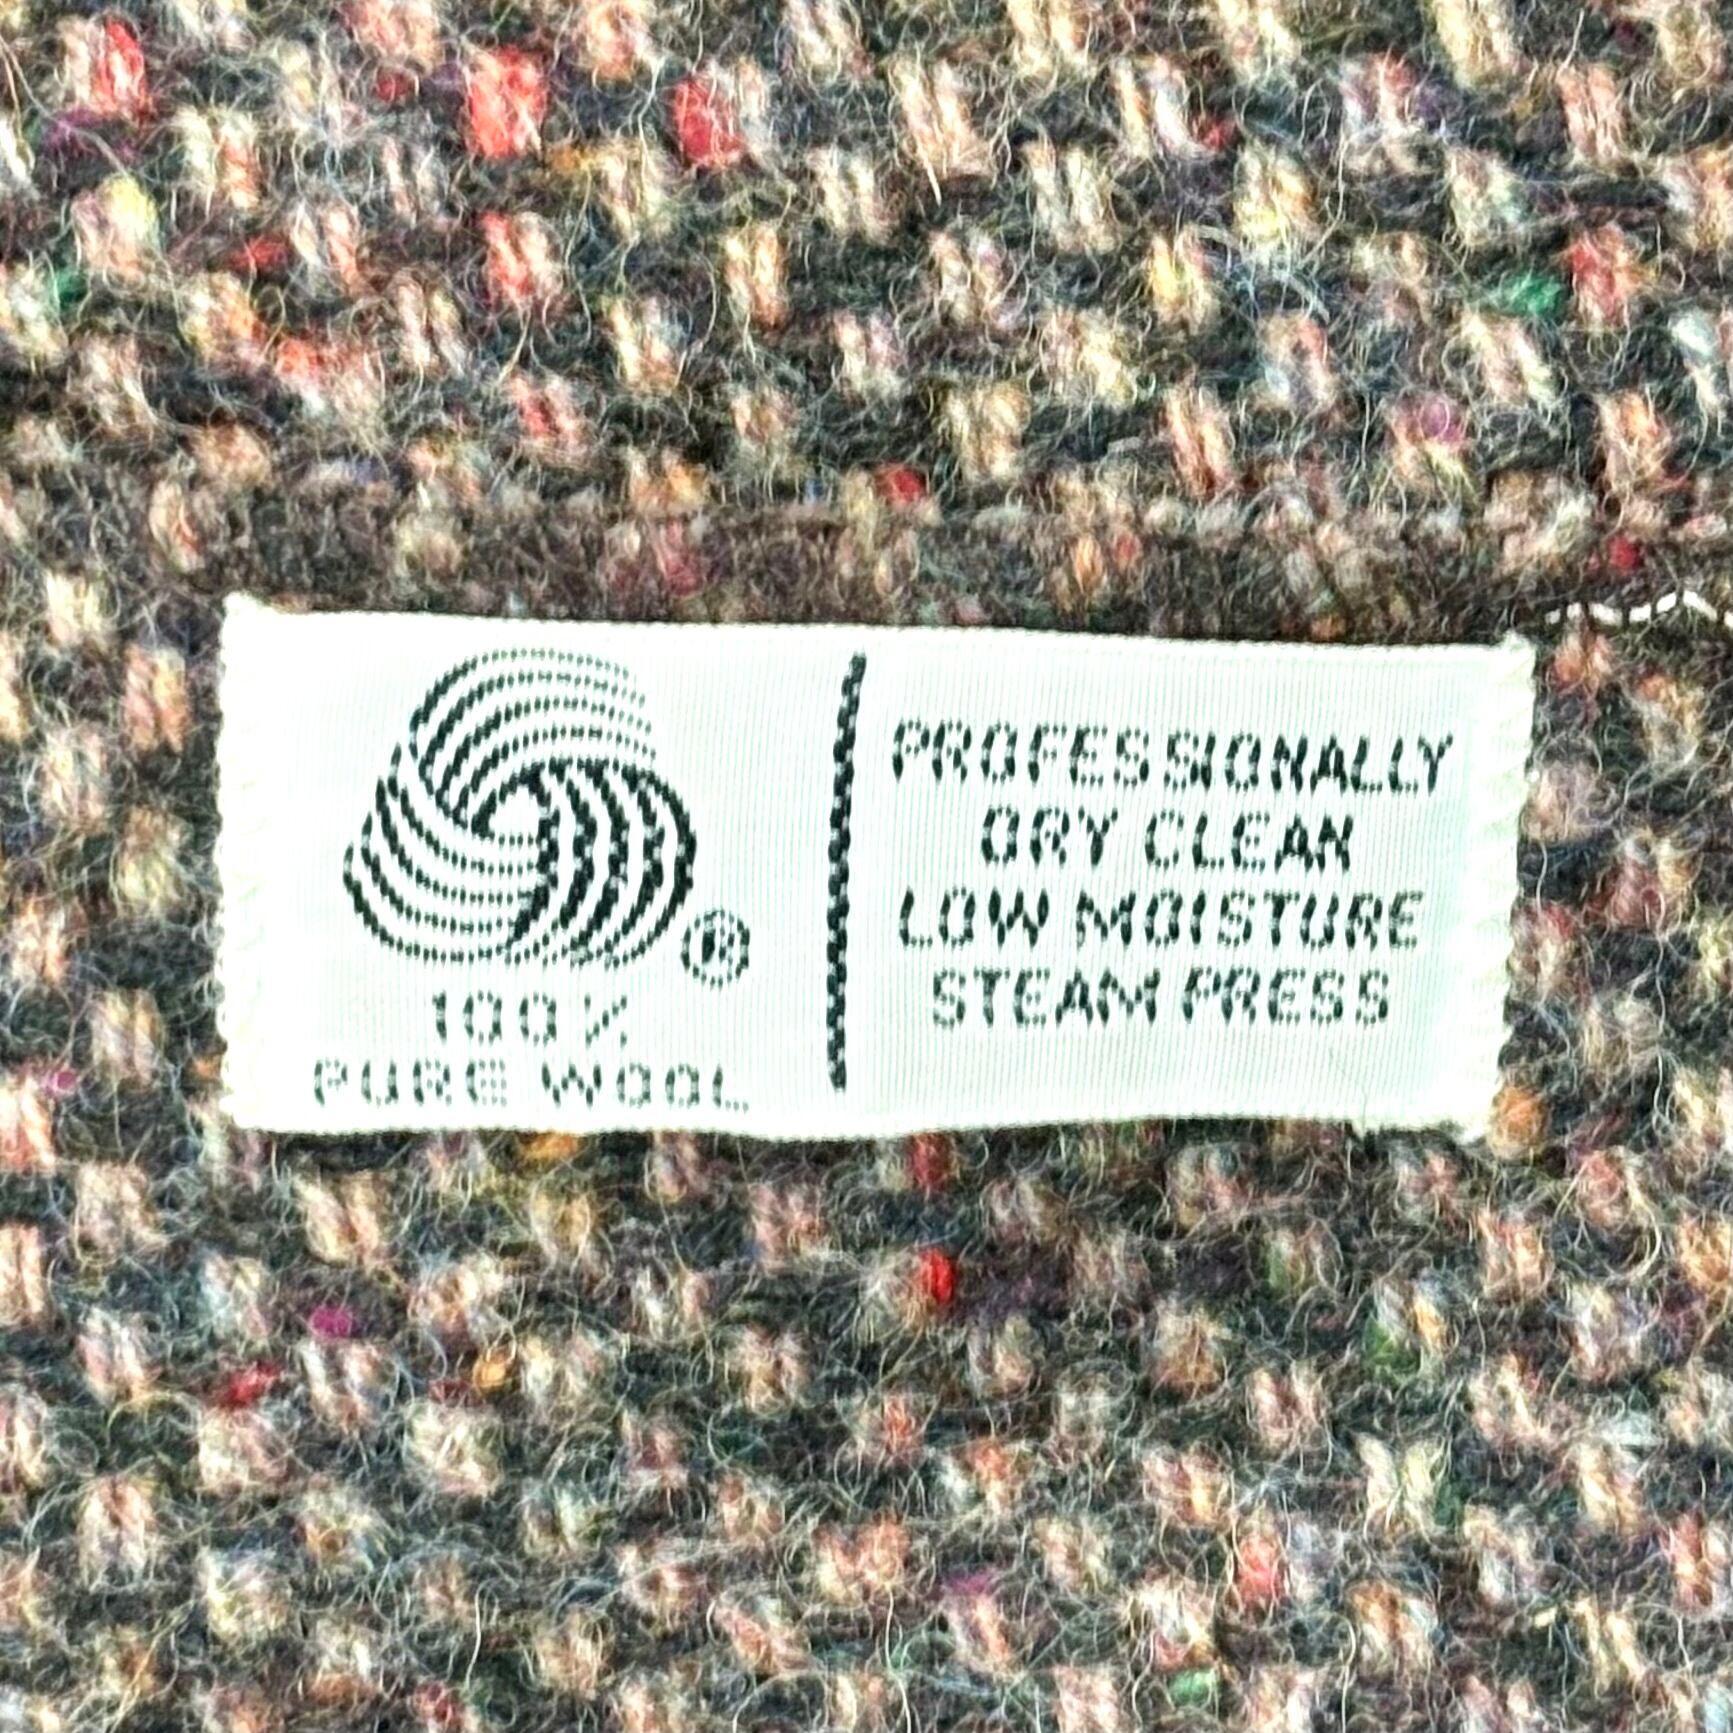 ®
100%
PURE WOOL
PROFESSIONALLY
DRY CLEAN
LOW MOISTURE
STEAM PRESS